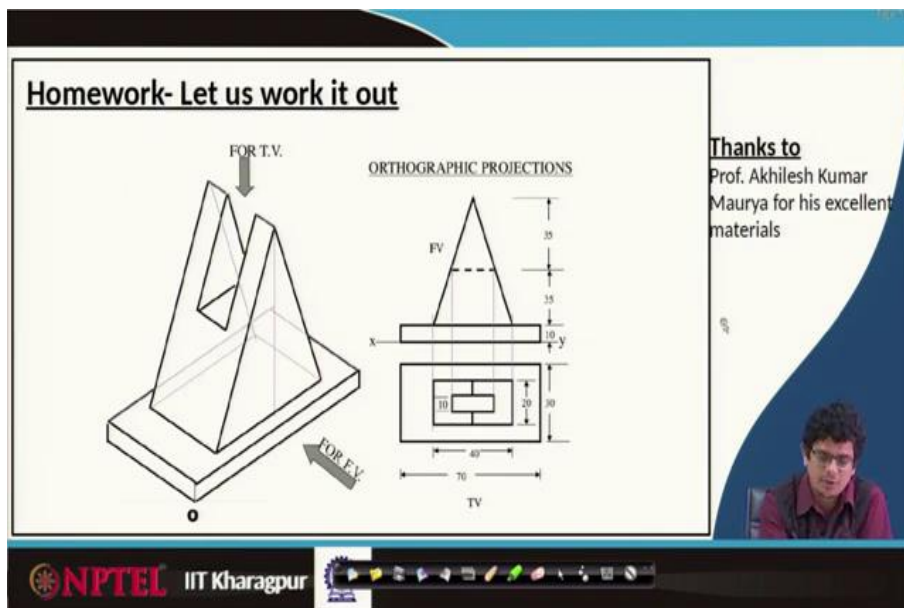 Homework- Let us work it out
FOR T.V.
ORTHOGRAPHIC PROJECTIONS
Thanks to
Prof. Akhilesh Kumar
Maurya for his excellent
materials
FV
35
35
10
x
y
10
20
30
40
70
TV
FOR F.V.
O
NPTEL IIT Kharagpur